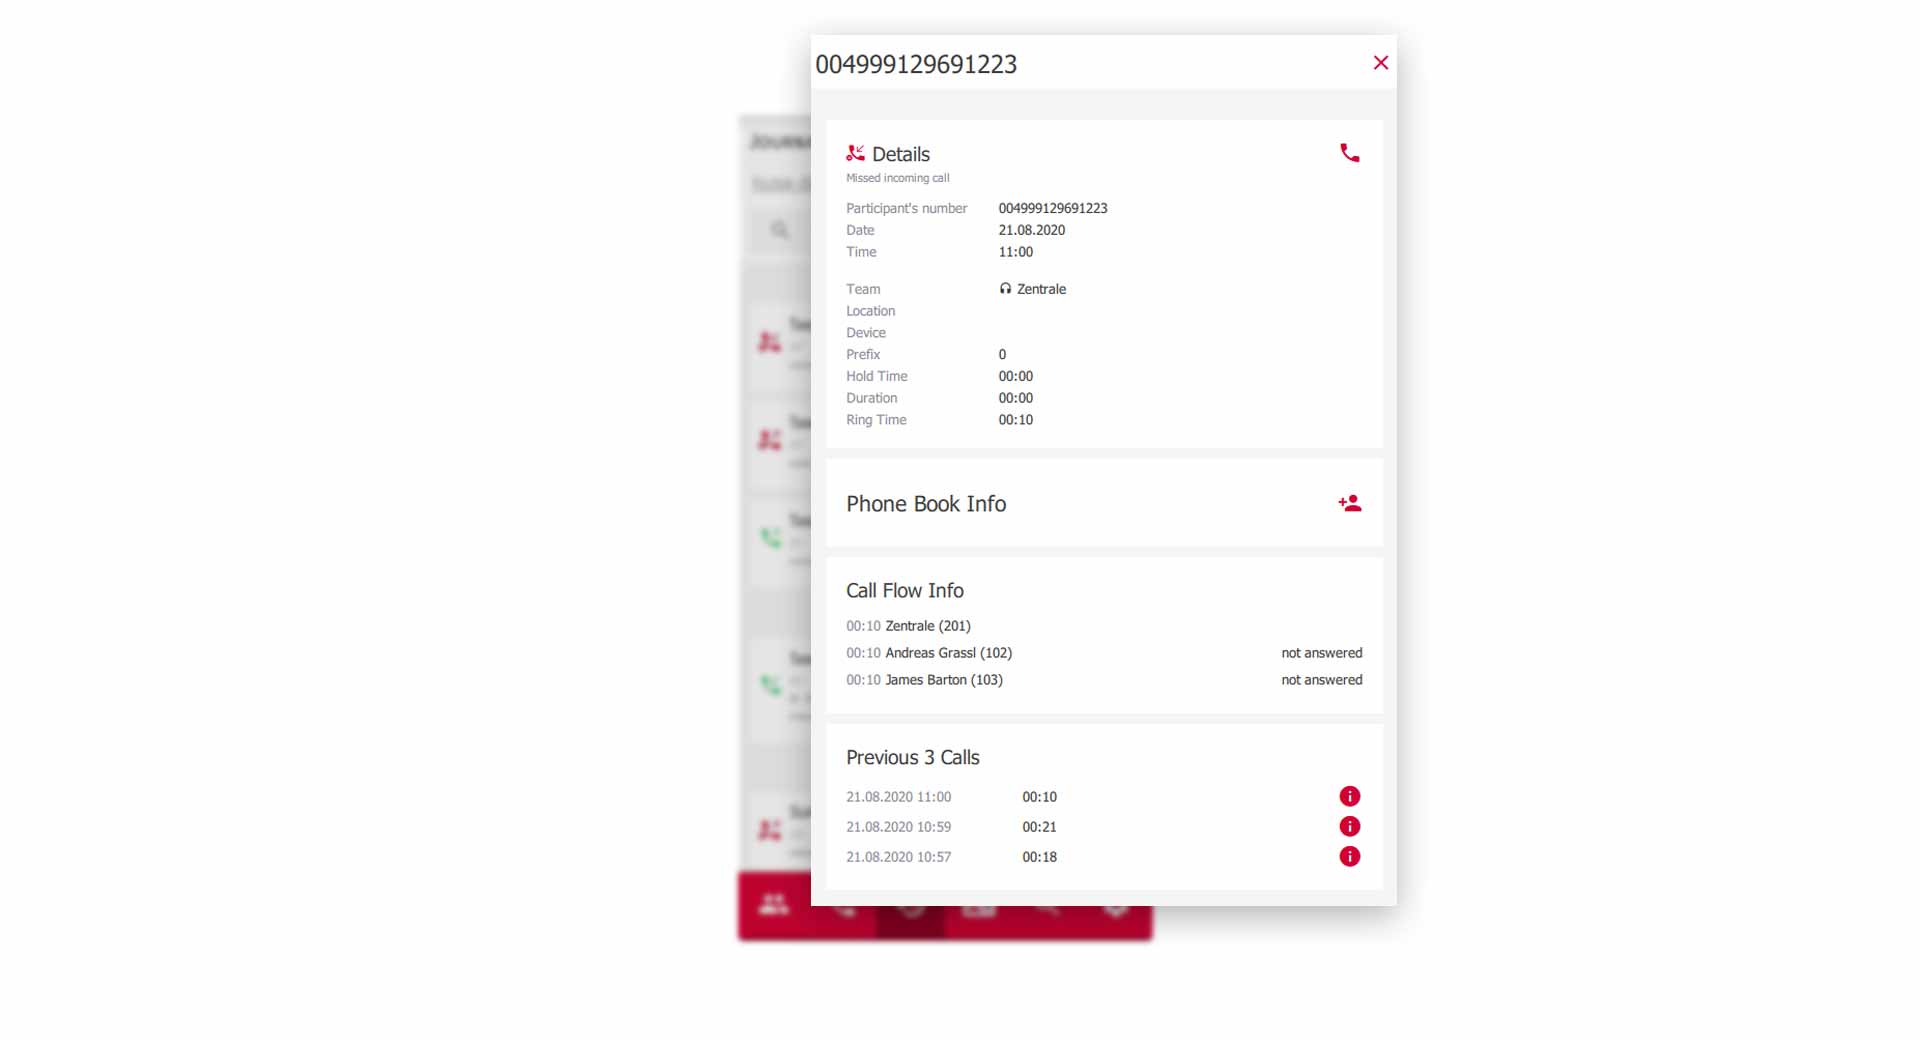 004999129691223
Details
Missed incoming call
Participant's number 004999129691223
Date 21.08.2020
Time 11:00
Team Zentrale
Location
Device
Prefix 0
Hold Time 00:00
Duration 00:00
Ring Time 00:10
Phone Book Info
Call Flow Info
00:10 Zentrale (201)
00:10 Andreas Grassl (102) not answered
00:10 James Barton (103) not answered
Previous 3 Calls
21.08.2020 11:00 00:10
21.08.2020 10:59 00:21
21.08.2020 10:57 00:18